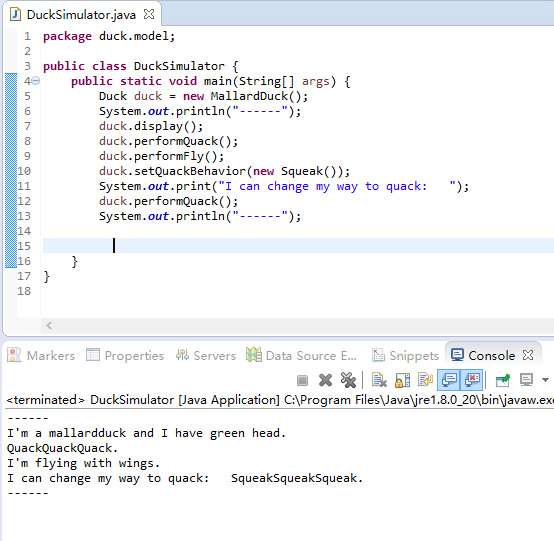 DuckSimulator.java
1 package duck.model;
2
3 public class DuckSimulator {
4 public static void main(String[] args) {
5 Duck duck = new MallardDuck();
6 System.out.println("------");
7 duck.display();
8 duck.performQuack();
9 duck.performFly();
10 duck.setQuackBehavior(new Squeak());
11 System.out.print("I can change my way to quack:   ");
12 duck.performQuack();
13 System.out.println("------");
14
15
16 }
17 }
18
Markers Properties Servers Data Source E... Snippets Console
<terminated> DuckSimulator [Java Application] C:\Program Files\Java\jre1.8.0_20\bin\javaw.exe
------
I'm a mallardduck and I have green head.
QuackQuackQuack.
I'm flying with wings.
I can change my way to quack:   SqueakSqueakSqueak.
------